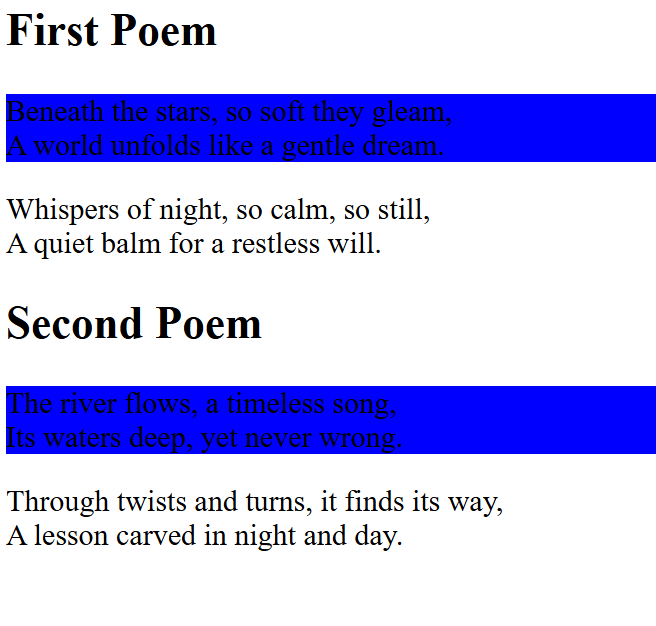 First Poem
Beneath the stars, so soft they gleam,
A world unfolds like a gentle dream.
Whispers of night, so calm, so still,
A quiet balm for a restless will.
Second Poem
The river flows, a timeless song,
Its waters deep, yet never wrong.
Through twists and turns, it finds its way,
A lesson carved in night and day.